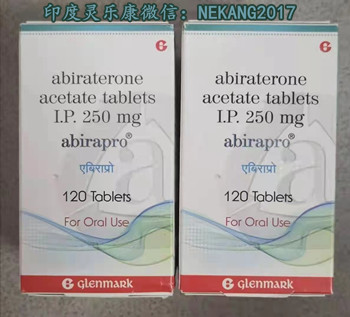 印度灵乐康微信：NEKANG2017
G
abiraterone
acetate tablets
I.P. 250 mg
abirapro®
एबिराप्रो
120 Tablets
For Oral Use
G Glenmark
G
abiraterone
acetate tablets
I.P. 250 mg
abirapro®
एबिराप्रो
120 Tablets
For Oral Use
G Glenmark